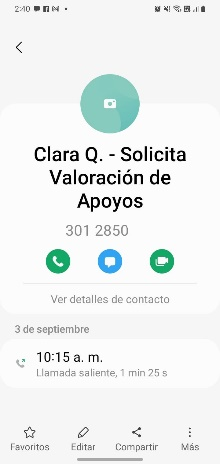 2:40
Clara Q. - Solicita
Valoración de
Apoyos
301 2850
Ver detalles de contacto
3 de septiembre
10:15 a. m.
Llamada saliente, 1 min 25 s
Favoritos Editar Compartir Más